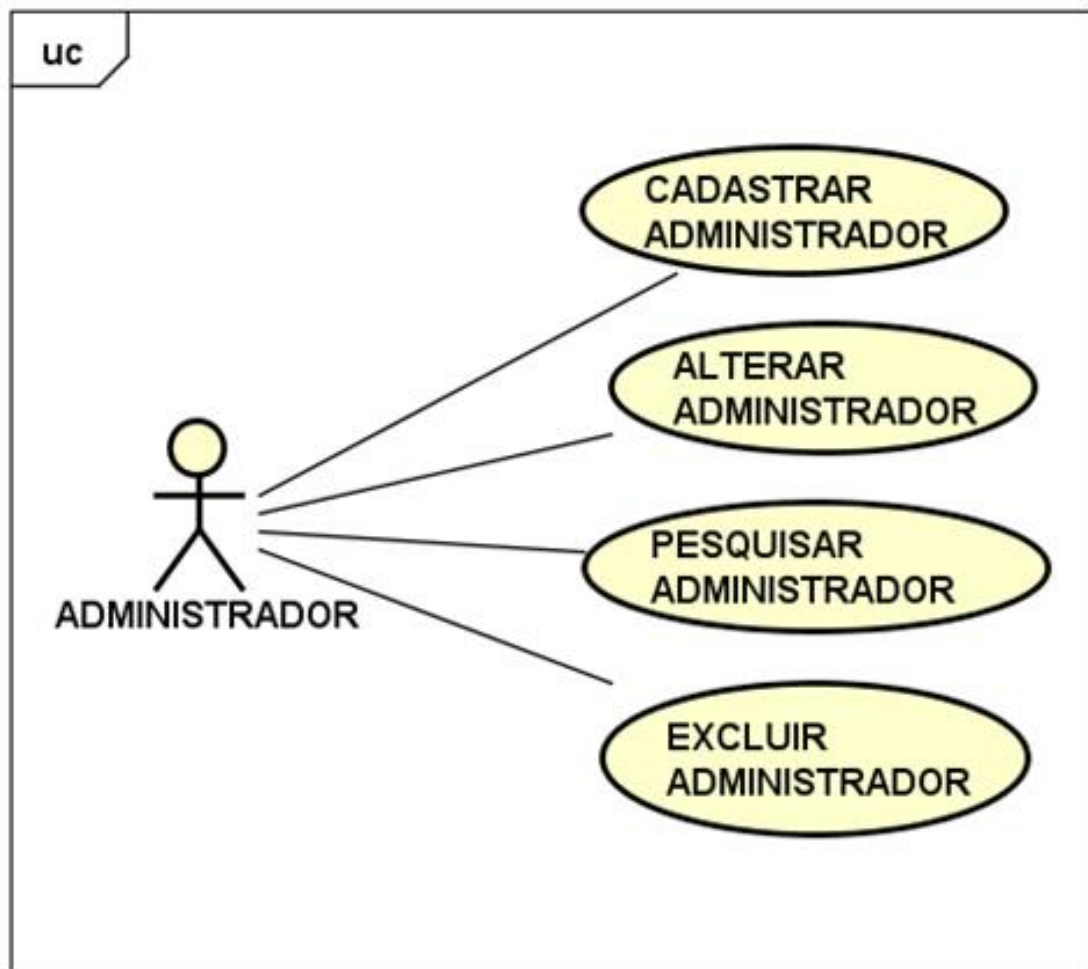 uc
CADASTRAR
ADMINISTRADOR
ALTERAR
ADMINISTRADOR
PESQUISAR
ADMINISTRADOR
ADMINISTRADOR
EXCLUIR
ADMINISTRADOR